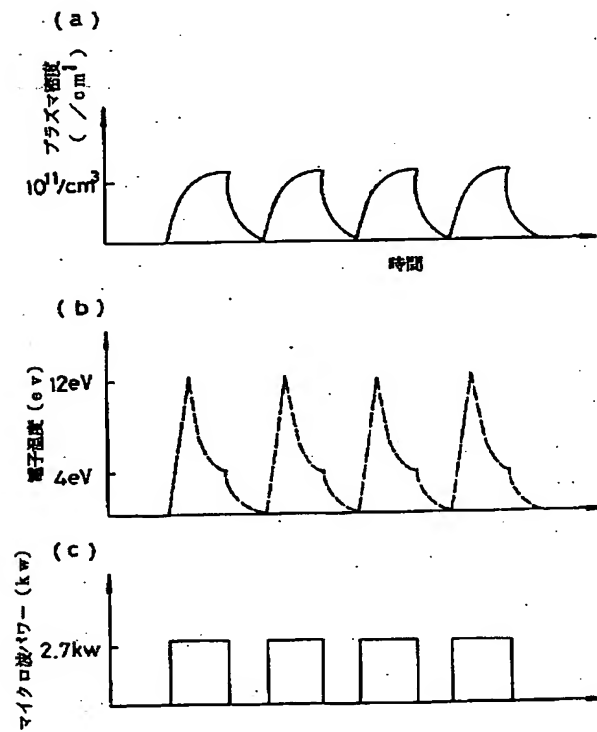 (a)
プラズマ密度
( /cm³)
10¹¹/cm³
時間
(b)
電子温度(ev)
12eV
4eV
(c)
マイクロ波パワー(kw)
2.7kw